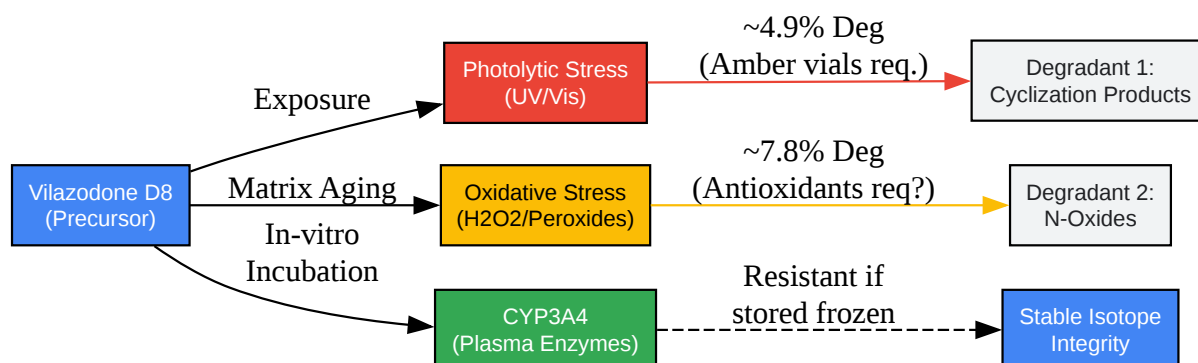 ~4.9% Deg
(Amber vials req.)
Exposure
Photolytic Stress
(UV/Vis)
Degradant 1:
Cyclization Products
Vilazodone D8
(Precursor)
Matrix Aging
Oxidative Stress
(H2O2/Peroxides)
~7.8% Deg
(Antioxidants req?)
Degradant 2:
N-Oxides
In-vitro
Incubation
CYP3A4
(Plasma Enzymes)
Resistant if
stored frozen
Stable Isotope
Integrity